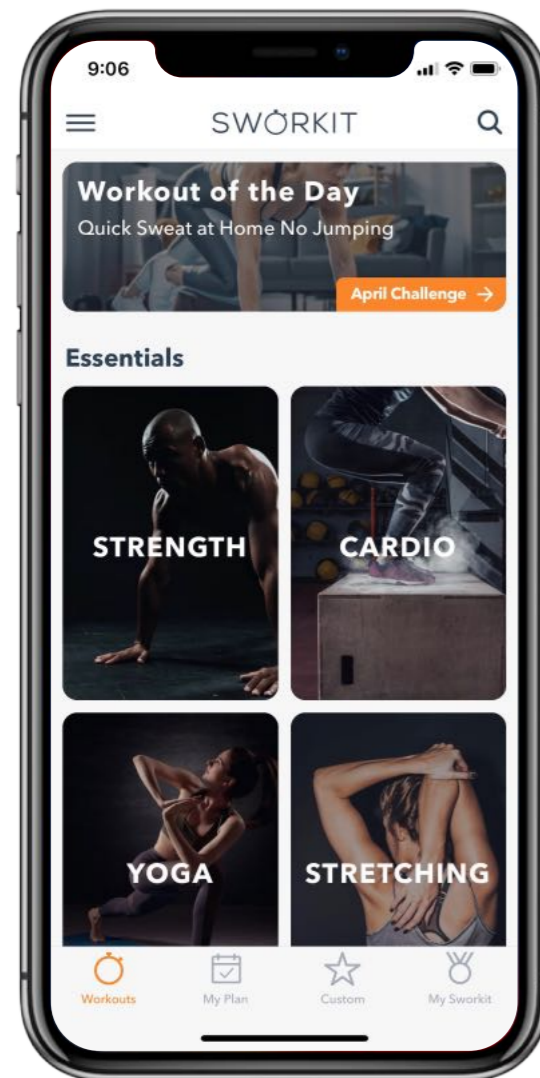 9:06
SWORKIT
Workout of the Day
Quick Sweat at Home No Jumping
April Challenge →
Essentials
STRENGTH
CARDIO
YOGA
STRETCHING
Workouts
My Plan
Custom
My Sworkit